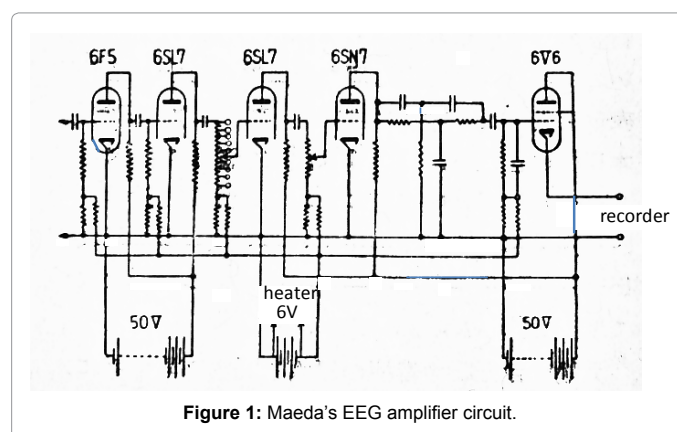 6F5 6SL7 6SL7 6SN7 6V6
recorder
heater
6V
50V 50V
Figure 1: Maeda’s EEG amplifier circuit.